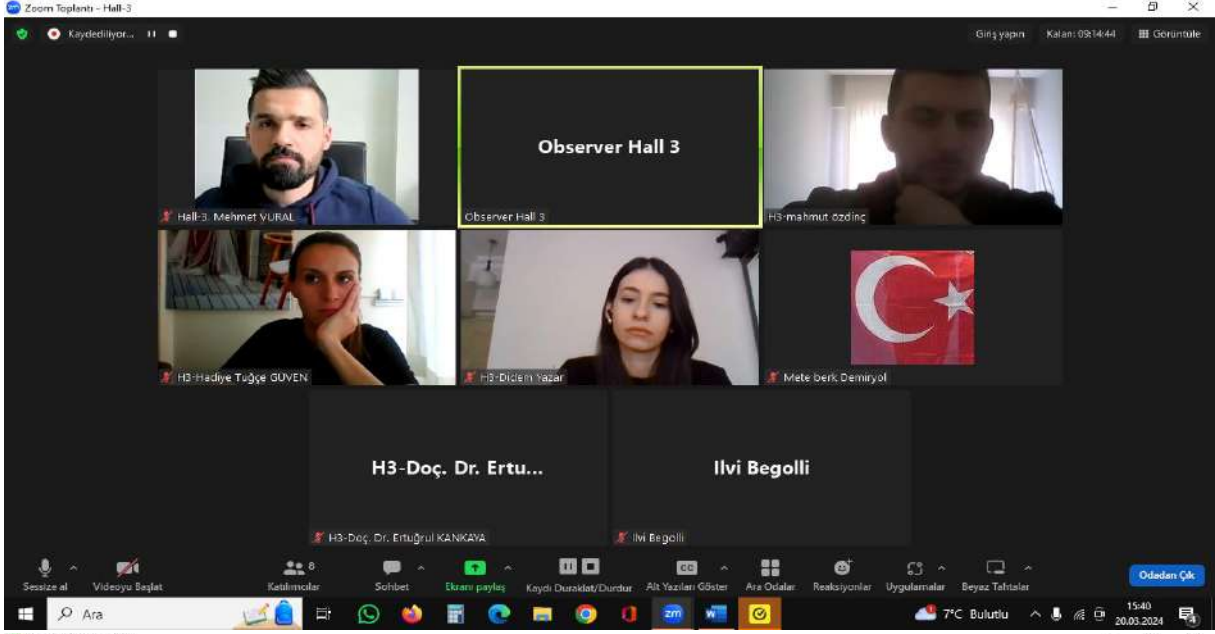 Zoom Toplantı - Hall-3
Kaydediliyor...
Giriş yapın
Kalan: 09:14:44
Görüntüle
Observer Hall 3
Hall-3. Mehmet VURAL
Observer Hall 3
H3-mahmut özdinç
H3-Hadiye Tuğçe GÜVEN
H3-Diclem Yazar
Mete berk Demiryol
H3-Doç. Dr. Ertu...
Ilvi Begolli
H3-Doç. Dr. Ertuğrul KANKAYA
Ilvi Begolli
8
CC
Sessize al
Videoyu Başlat
Katılımcılar
Sohbet
Ekranı paylaş
Kaydı Duraklat/Durdur
Alt Yazıları Göster
Ara Odalar
Reaksiyonlar
Uygulamalar
Beyaz Tahtalar
Odadan Çık
Ara
zm
7°C Bulutlu
15:40
20.03.2024